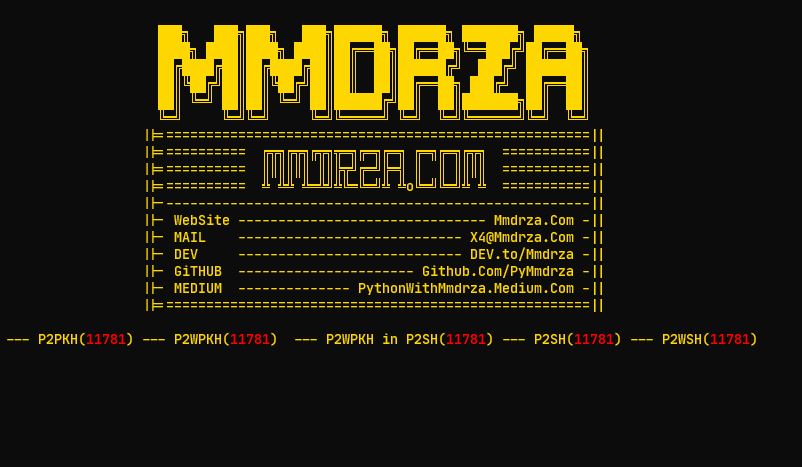 MMDRZA
MMDRZA.COM
WebSite ------------------------------- Mmdrza.Com
MAIL ---------------------------- X4@Mmdrza.Com
DEV ---------------------------- DEV.to/Mmdrza
GiTHUB ---------------------- Github.Com/PyMmdrza
MEDIUM -------------- PythonWithMmdrza.Medium.Com
--- P2PKH(11781) --- P2WPKH(11781) --- P2WPKH in P2SH(11781) --- P2SH(11781) --- P2WSH(11781)